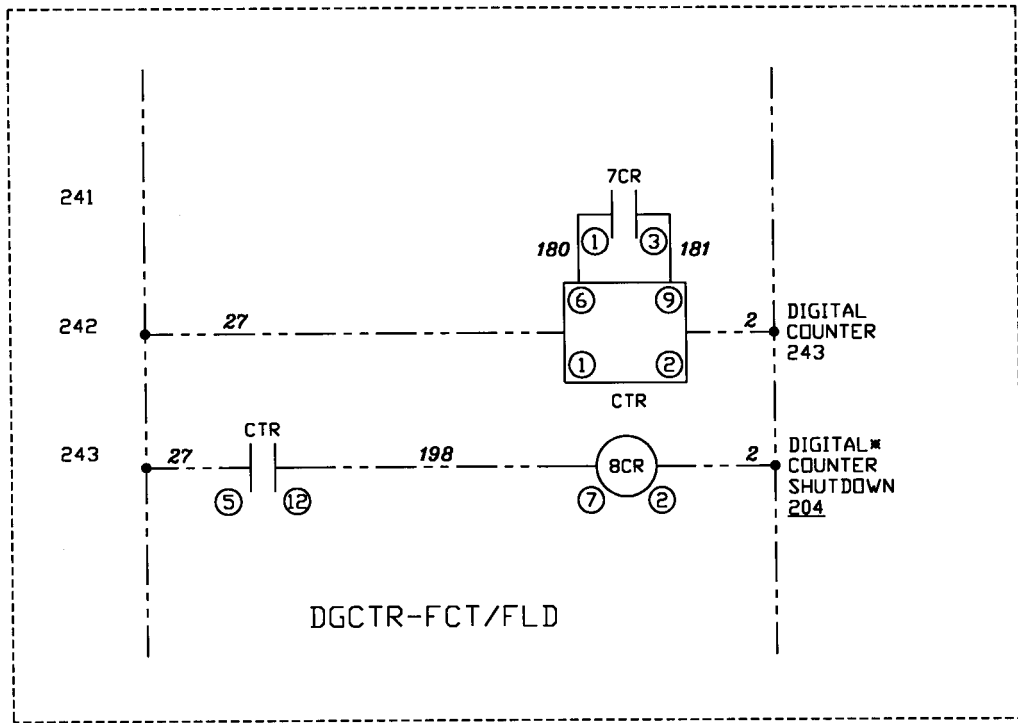 241
7CR
180 1 3 181
6 9
242 27 2 DIGITAL
COUNTER
243
1 2
CTR
243 27 CTR 198 8CR 2 DIGITAL*
COUNTER
SHUTDOWN
204
5 12 7 2
DGCTR-FCT/FLD